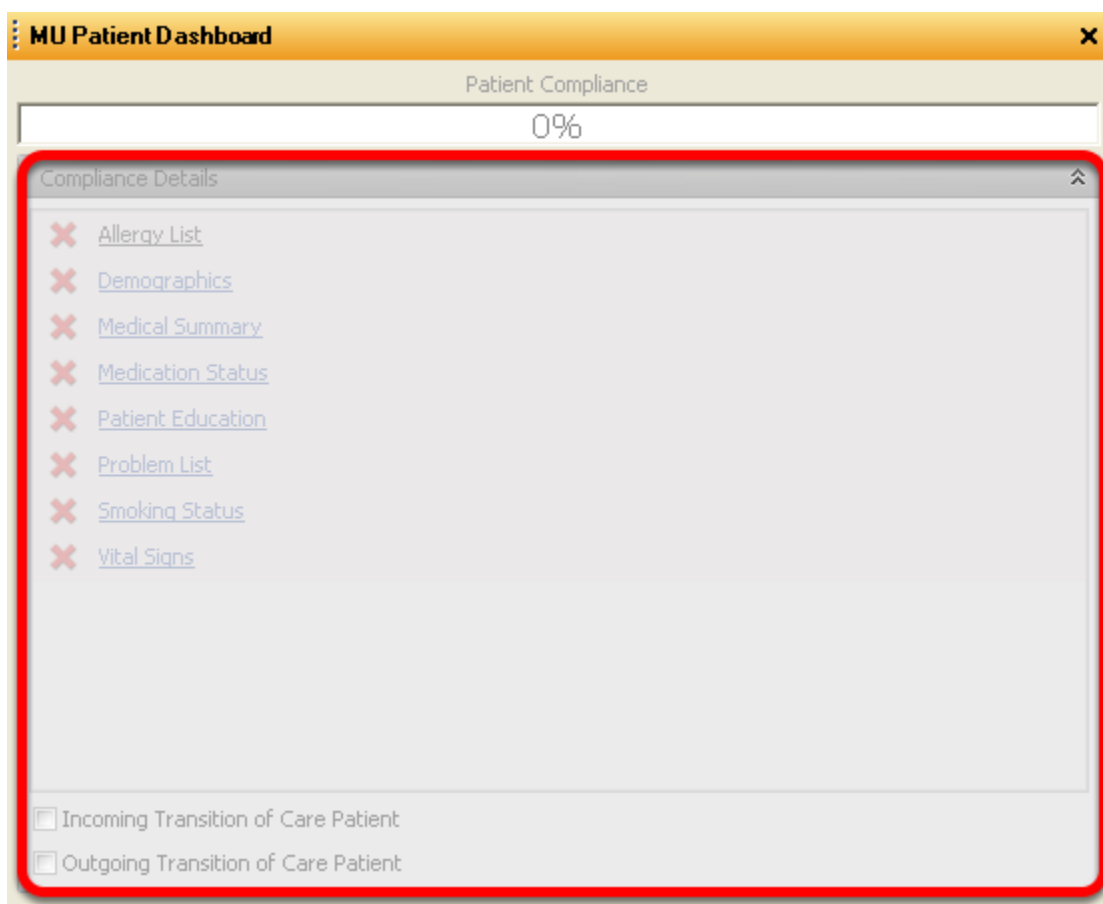 MU Patient Dashboard
Patient Compliance
0%
Compliance Details
Allergy List
Demographics
Medical Summary
Medication Status
Patient Education
Problem List
Smoking Status
Vital Signs
Incoming Transition of Care Patient
Outgoing Transition of Care Patient